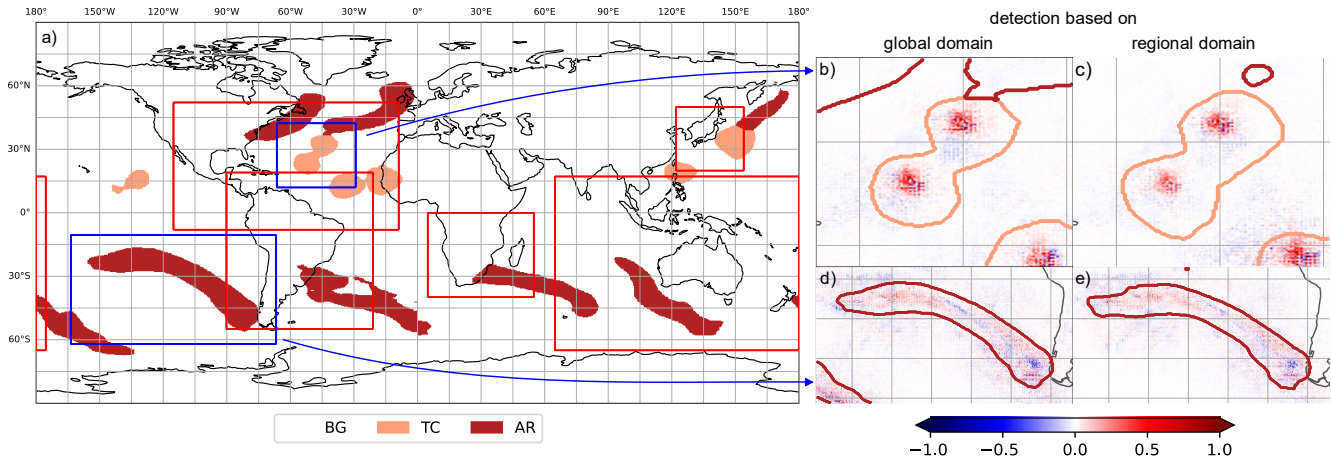 detection based on
global domain
regional domain
180° 150°W 120°W 90°W 60°W 30°W 0° 30°E 60°E 90°E 120°E 150°E 180°
a)
b)
c)
60°N
30°N
0°
30°S
60°S
d)
e)
BG TC AR
−1.0 −0.5 0.0 0.5 1.0